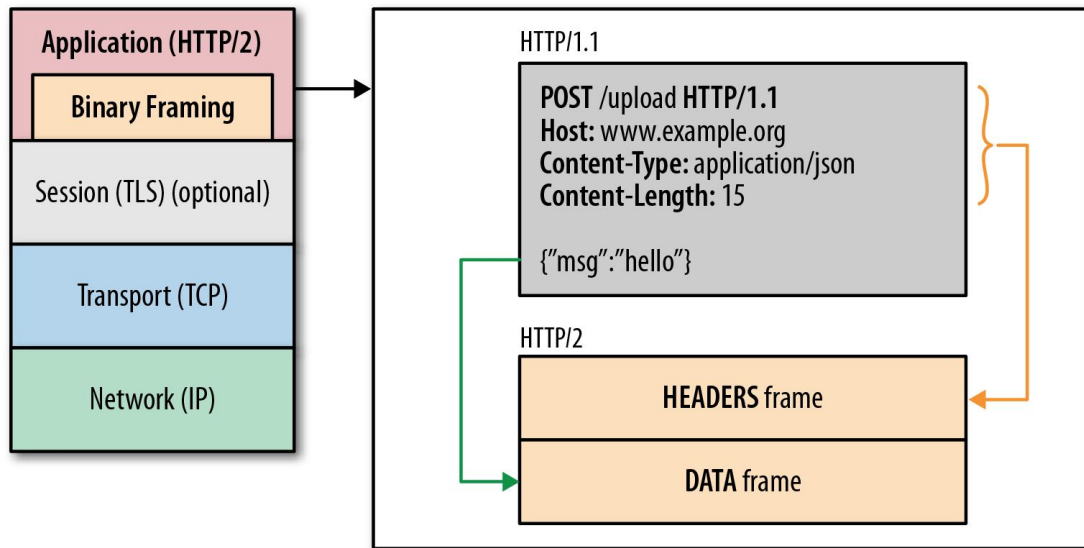 Application (HTTP/2)
Binary Framing
Session (TLS) (optional)
Transport (TCP)
Network (IP)
HTTP/1.1
POST /upload HTTP/1.1
Host: www.example.org
Content-Type: application/json
Content-Length: 15
{”msg”:”hello”}
HTTP/2
HEADERS frame
DATA frame